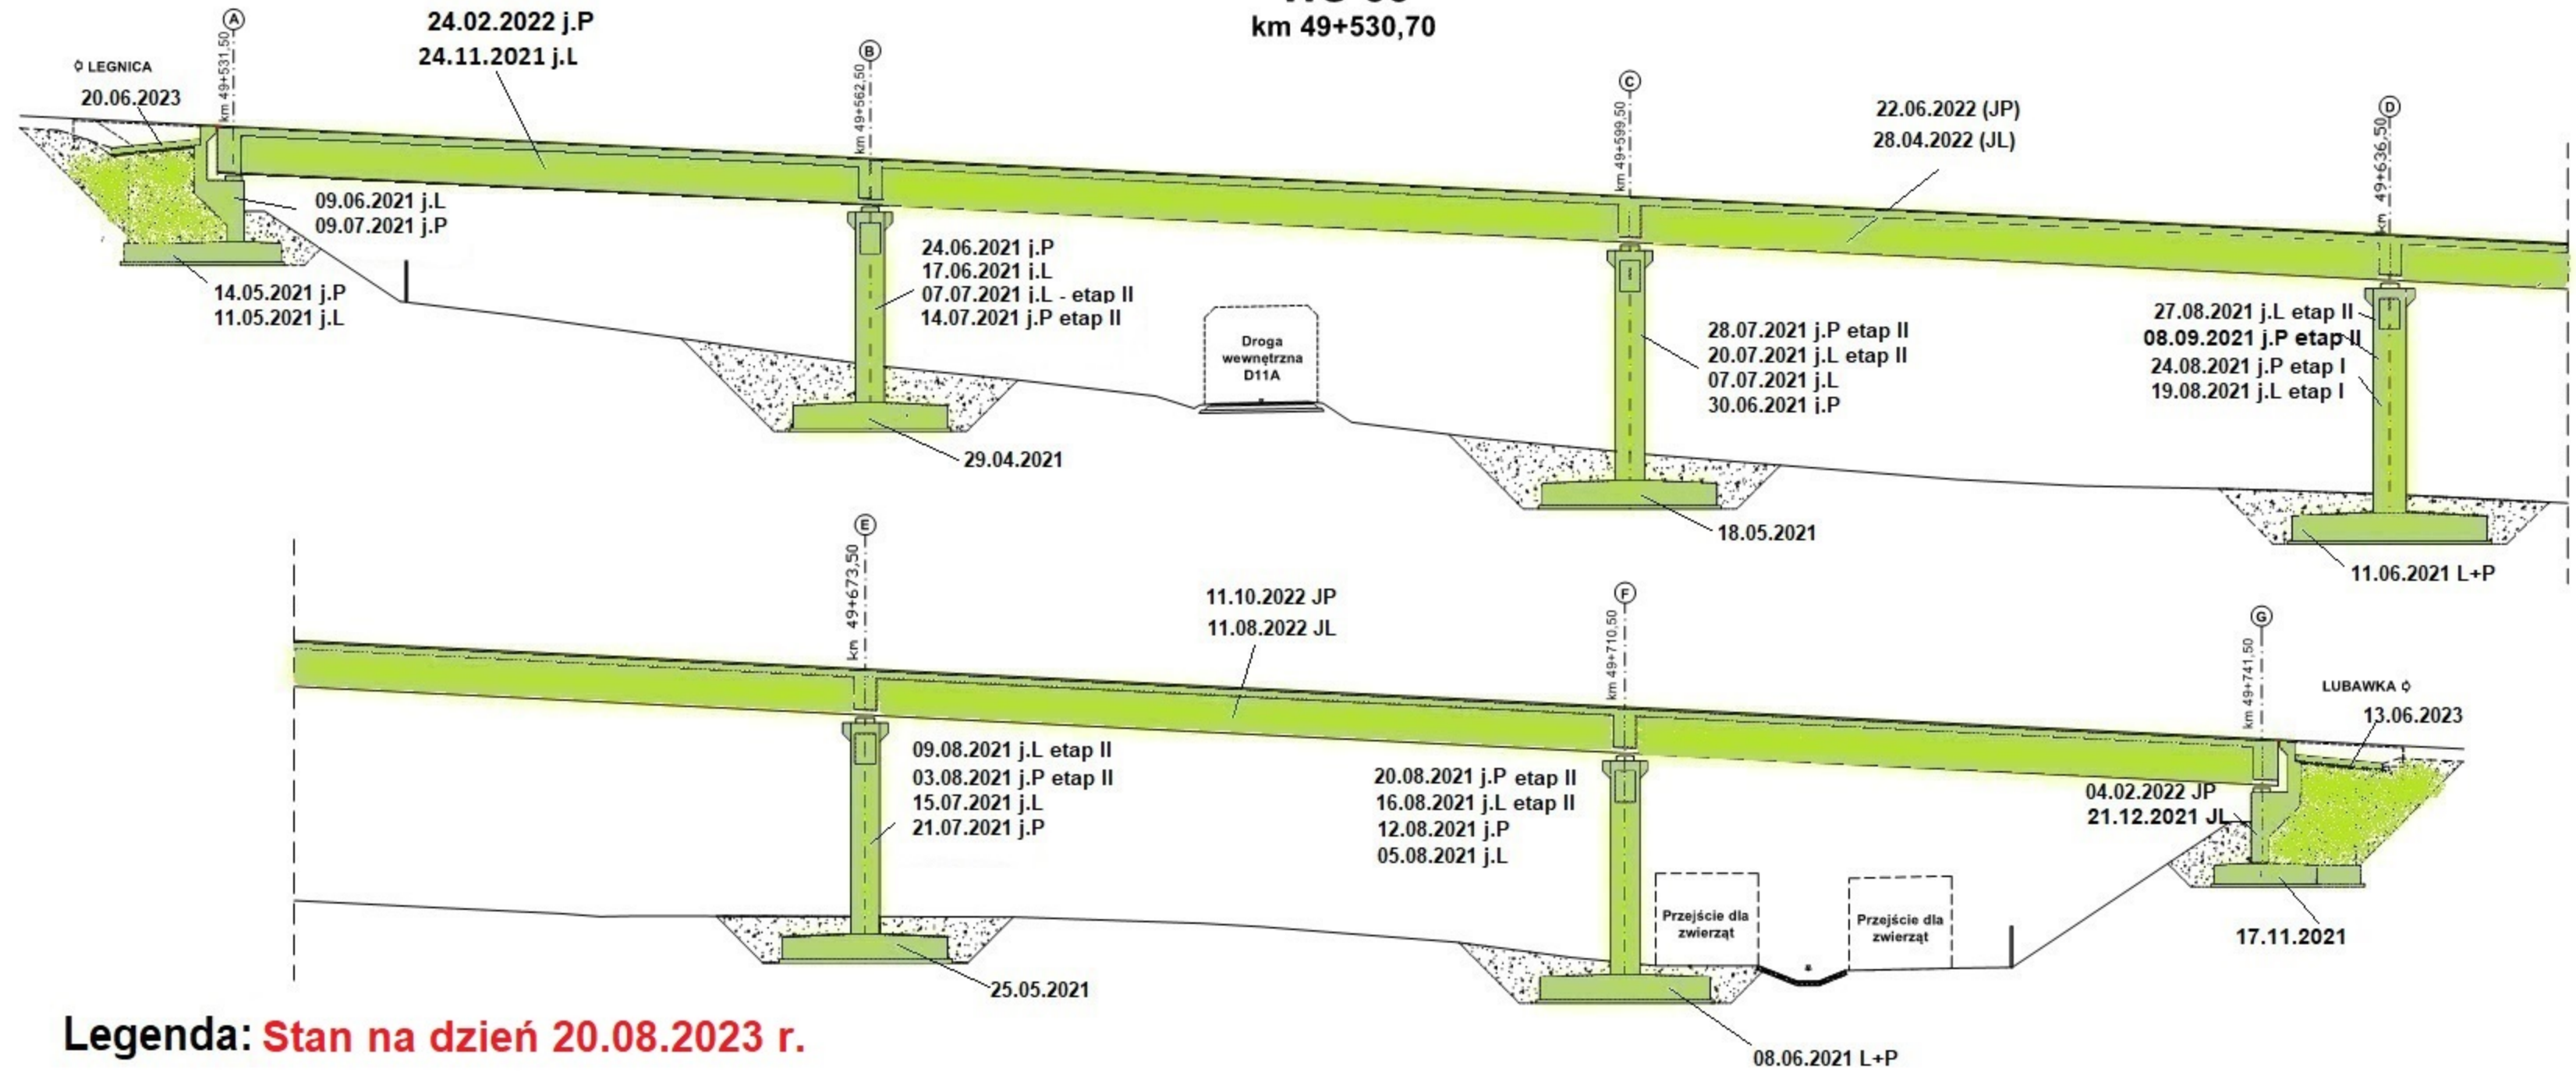 km 49+530,70
A
km 49+531,50
LEGNICA
20.06.2023
24.02.2022 j.P
24.11.2021 j.L
B
km 49+562,50
C
km 49+599,50
22.06.2022 (JP)
28.04.2022 (JL)
D
km 49+636,50
09.06.2021 j.L
09.07.2021 j.P
14.05.2021 j.P
11.05.2021 j.L
24.06.2021 j.P
17.06.2021 j.L
07.07.2021 j.L - etap II
14.07.2021 j.P etap II
29.04.2021
Droga
wewnętrzna
D11A
28.07.2021 j.P etap II
20.07.2021 j.L etap II
07.07.2021 j.L
30.06.2021 j.P
18.05.2021
27.08.2021 j.L etap II
08.09.2021 j.P etap II
24.08.2021 j.P etap I
19.08.2021 j.L etap I
11.06.2021 L+P
E
km 49+673,50
11.10.2022 JP
11.08.2022 JL
F
km 49+710,50
G
km 49+741,50
LUBAWKA
13.06.2023
09.08.2021 j.L etap II
03.08.2021 j.P etap II
15.07.2021 j.L
21.07.2021 j.P
25.05.2021
20.08.2021 j.P etap II
16.08.2021 j.L etap II
12.08.2021 j.P
05.08.2021 j.L
Przejście dla
zwierząt
Przejście dla
zwierząt
04.02.2022 JP
21.12.2021 JL
17.11.2021
08.06.2021 L+P
Legenda: Stan na dzień 20.08.2023 r.